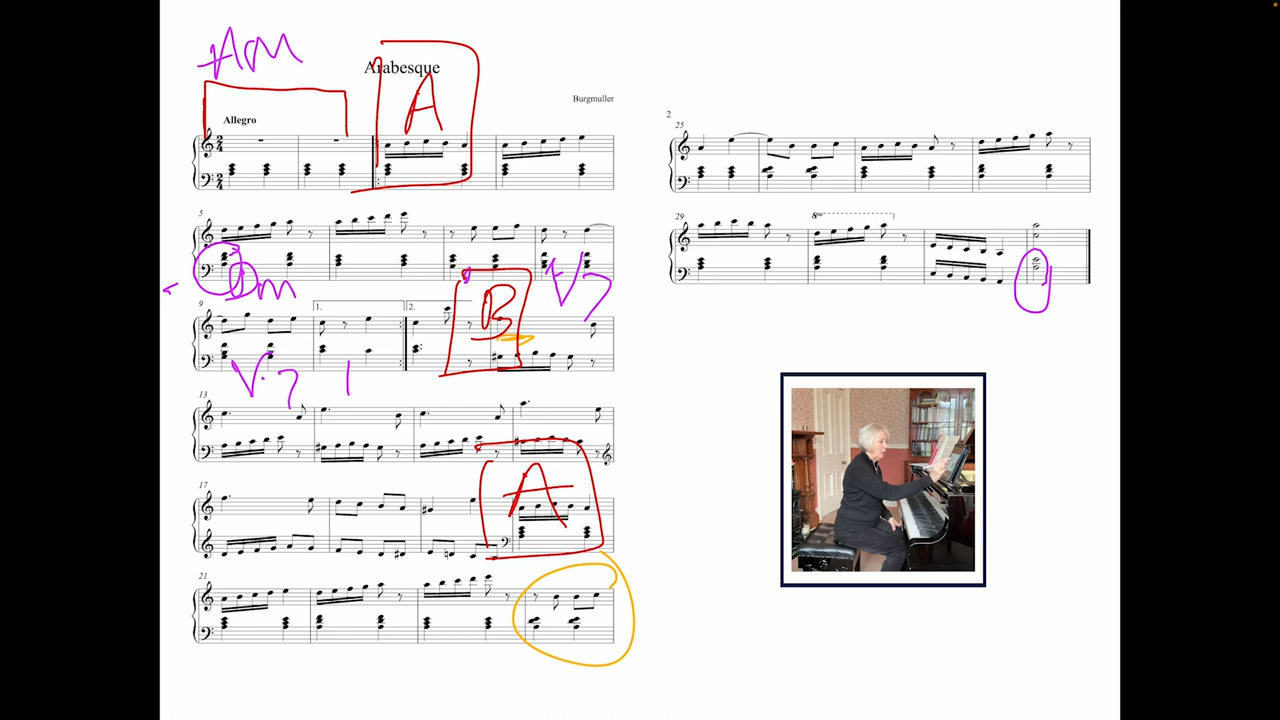 Am
Arabesque
A
Burgmuller
Allegro
2
25
5
29
8va
Dm
V7
B
9
1.
2.
V7
I
13
A
17
21